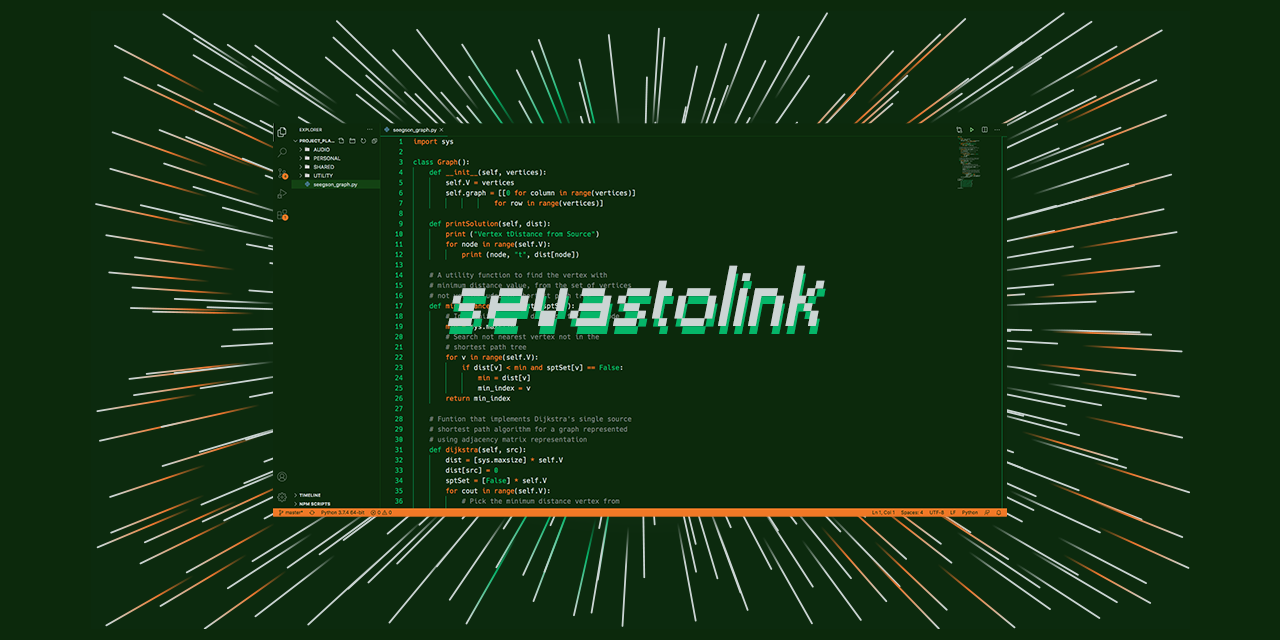 EXPLORER
PROJECT_PLA...
AUDIO
PERSONAL
SHARED
UTILITY
seegson_graph.py
TIMELINE
NPM SCRIPTS
seegson_graph.py
1 import sys
2
3 class Graph():
4 def __init__(self, vertices):
5 self.V = vertices
6 self.graph = [[0 for column in range(vertices)]
7 for row in range(vertices)]
8
9 def printSolution(self, dist):
10 print ("Vertex tDistance from Source")
11 for node in range(self.V):
12 print (node, "t", dist[node])
13
14 # A utility function to find the vertex with
15 # minimum distance value, from the set of vertices
16 # not
17 def
18 #
19
20 # Search not nearest vertex not in the
21 # shortest path tree
22 for v in range(self.V):
23 if dist[v] < min and sptSet[v] == False:
24 min = dist[v]
25 min_index = v
26 return min_index
27
28 # Funtion that implements Dijkstra's single source
29 # shortest path algorithm for a graph represented
30 # using adjacency matrix representation
31 def dijkstra(self, src):
32 dist = [sys.maxsize] * self.V
33 dist[src] = 0
34 sptSet = [False] * self.V
35 for cout in range(self.V):
36 # Pick the minimum distance vertex from
sevastolink
master* Python 3.7.4 64-bit 0 0 Ln 1, Col 1 Spaces: 4 UTF-8 LF Python